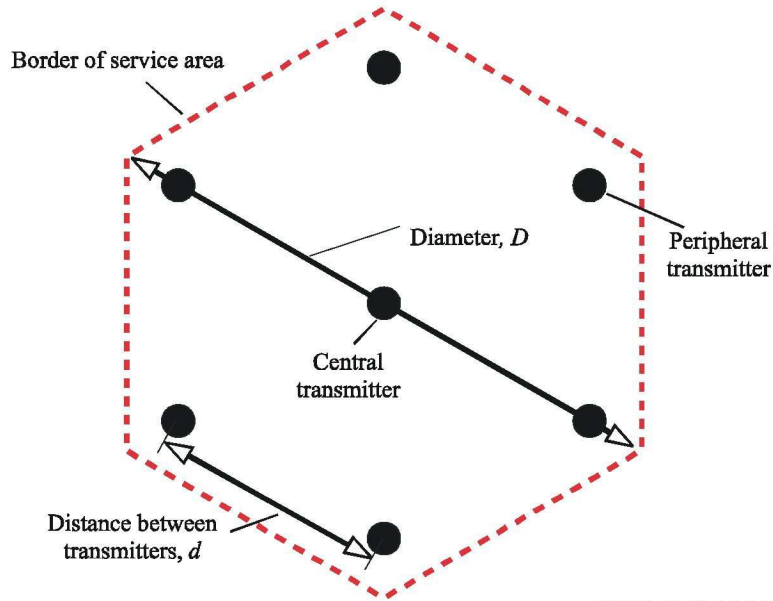 Border of service area
Diameter, D
Peripheral
transmitter
Central
transmitter
Distance between
transmitters, d